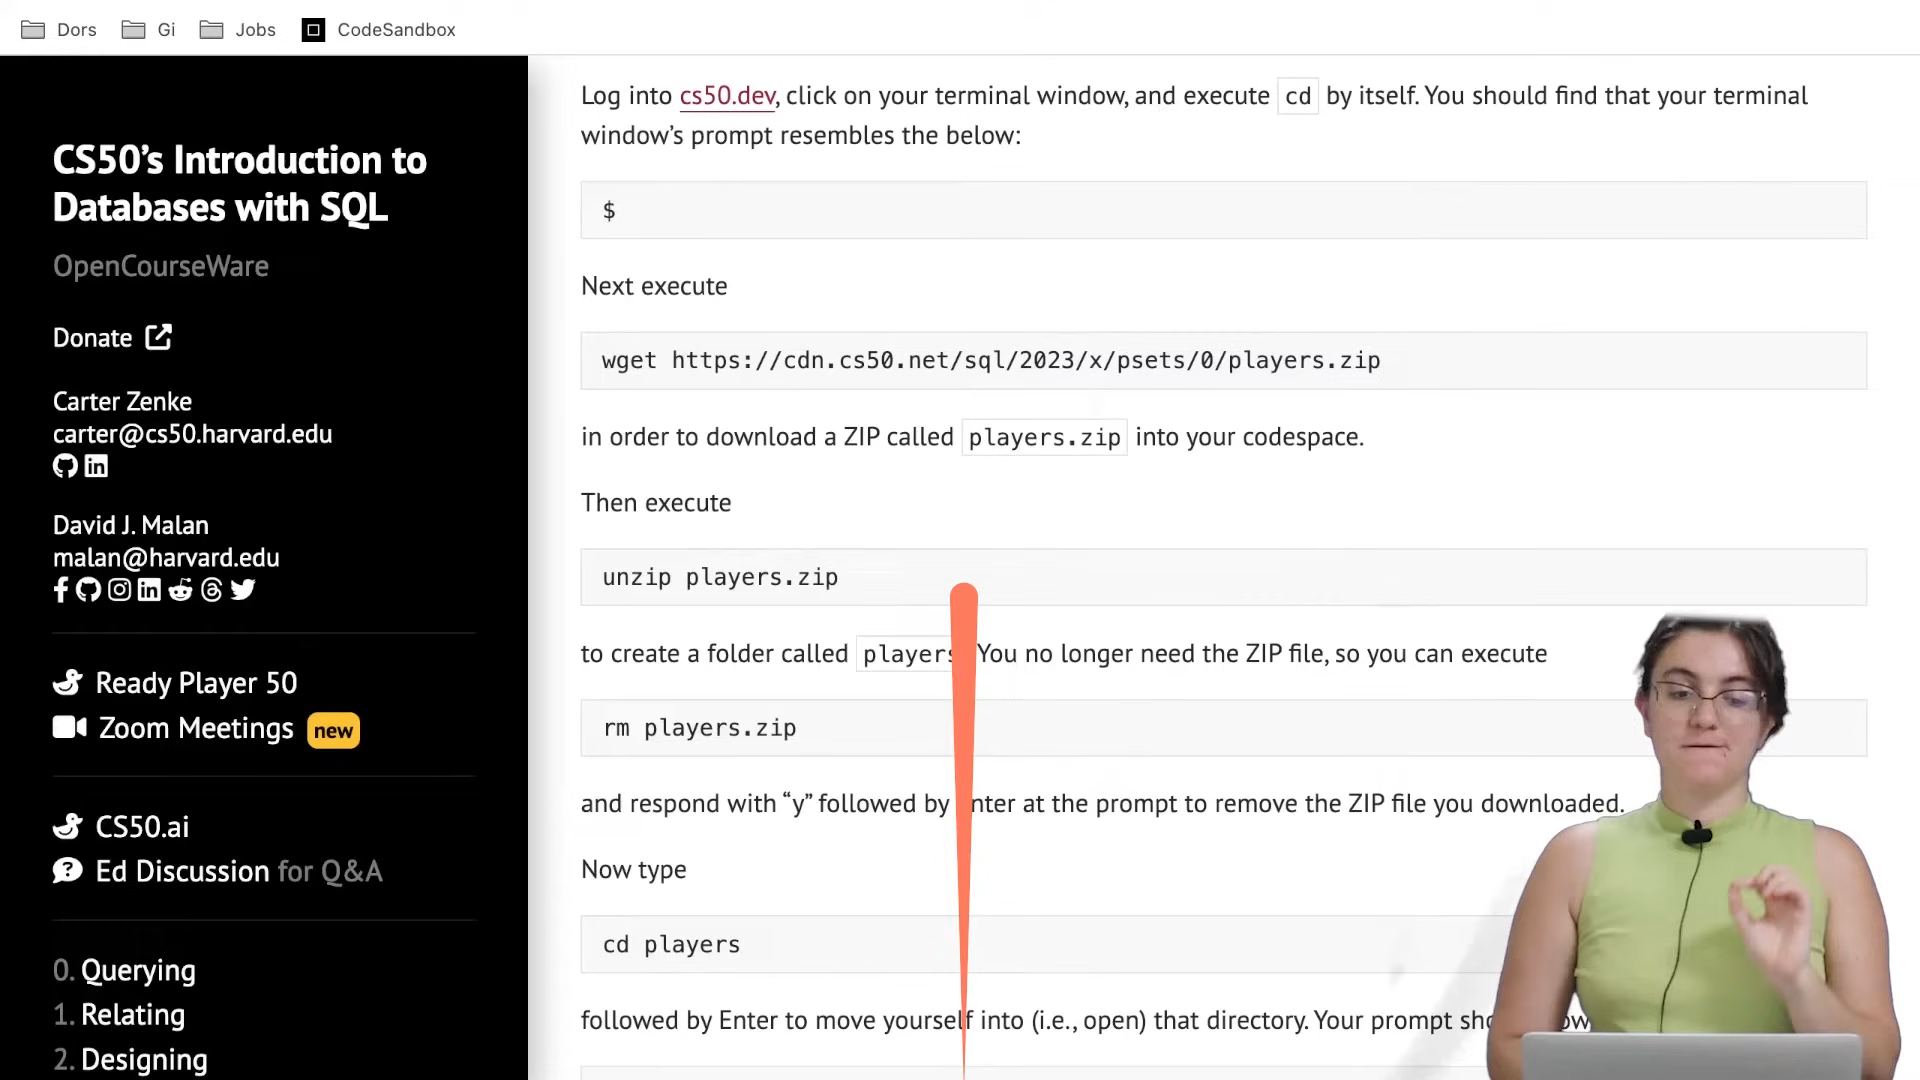 Dors
Gi
Jobs
CodeSandbox
CS50’s Introduction to
Databases with SQL
OpenCourseWare
Donate
Carter Zenke
carter@cs50.harvard.edu
David J. Malan
malan@harvard.edu
Ready Player 50
Zoom Meetings new
CS50.ai
Ed Discussion for Q&A
0. Querying
1. Relating
2. Designing
Log into cs50.dev, click on your terminal window, and execute cd by itself. You should find that your terminal
window’s prompt resembles the below:
$
Next execute
wget https://cdn.cs50.net/sql/2023/x/psets/0/players.zip
in order to download a ZIP called players.zip into your codespace.
Then execute
unzip players.zip
to create a folder called players You no longer need the ZIP file, so you can execute
rm players.zip
and respond with “y” followed by Enter at the prompt to remove the ZIP file you downloaded.
Now type
cd players
followed by Enter to move yourself into (i.e., open) that directory. Your prompt